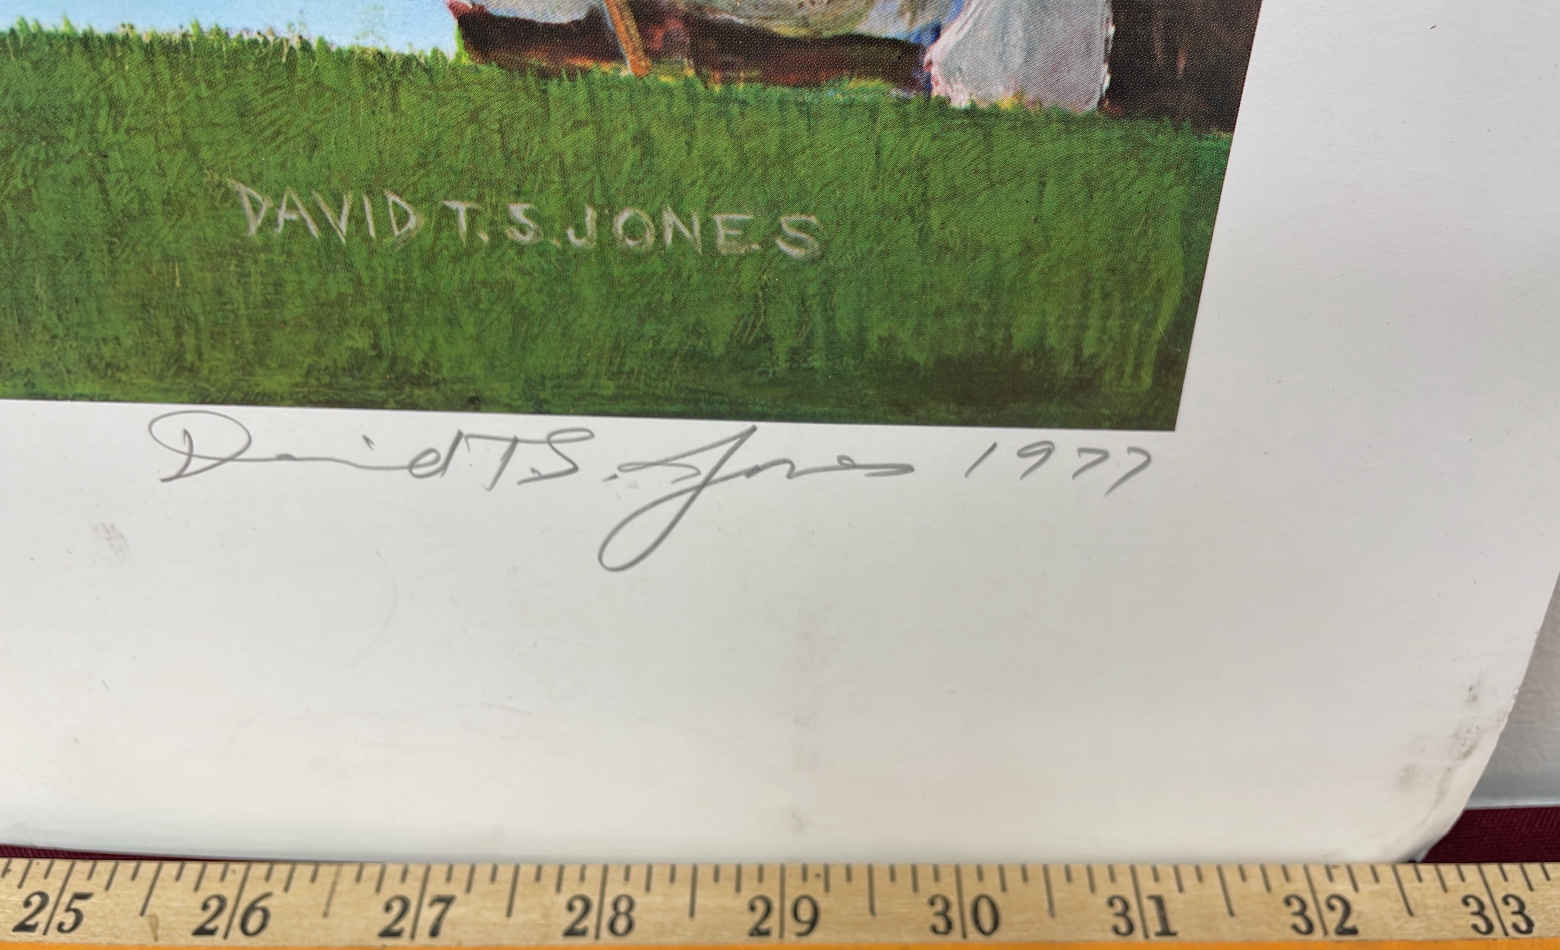 DAVID T.S. JONES
David T.S. Jones 1977
25 26 27 28 29 30 31 32 33